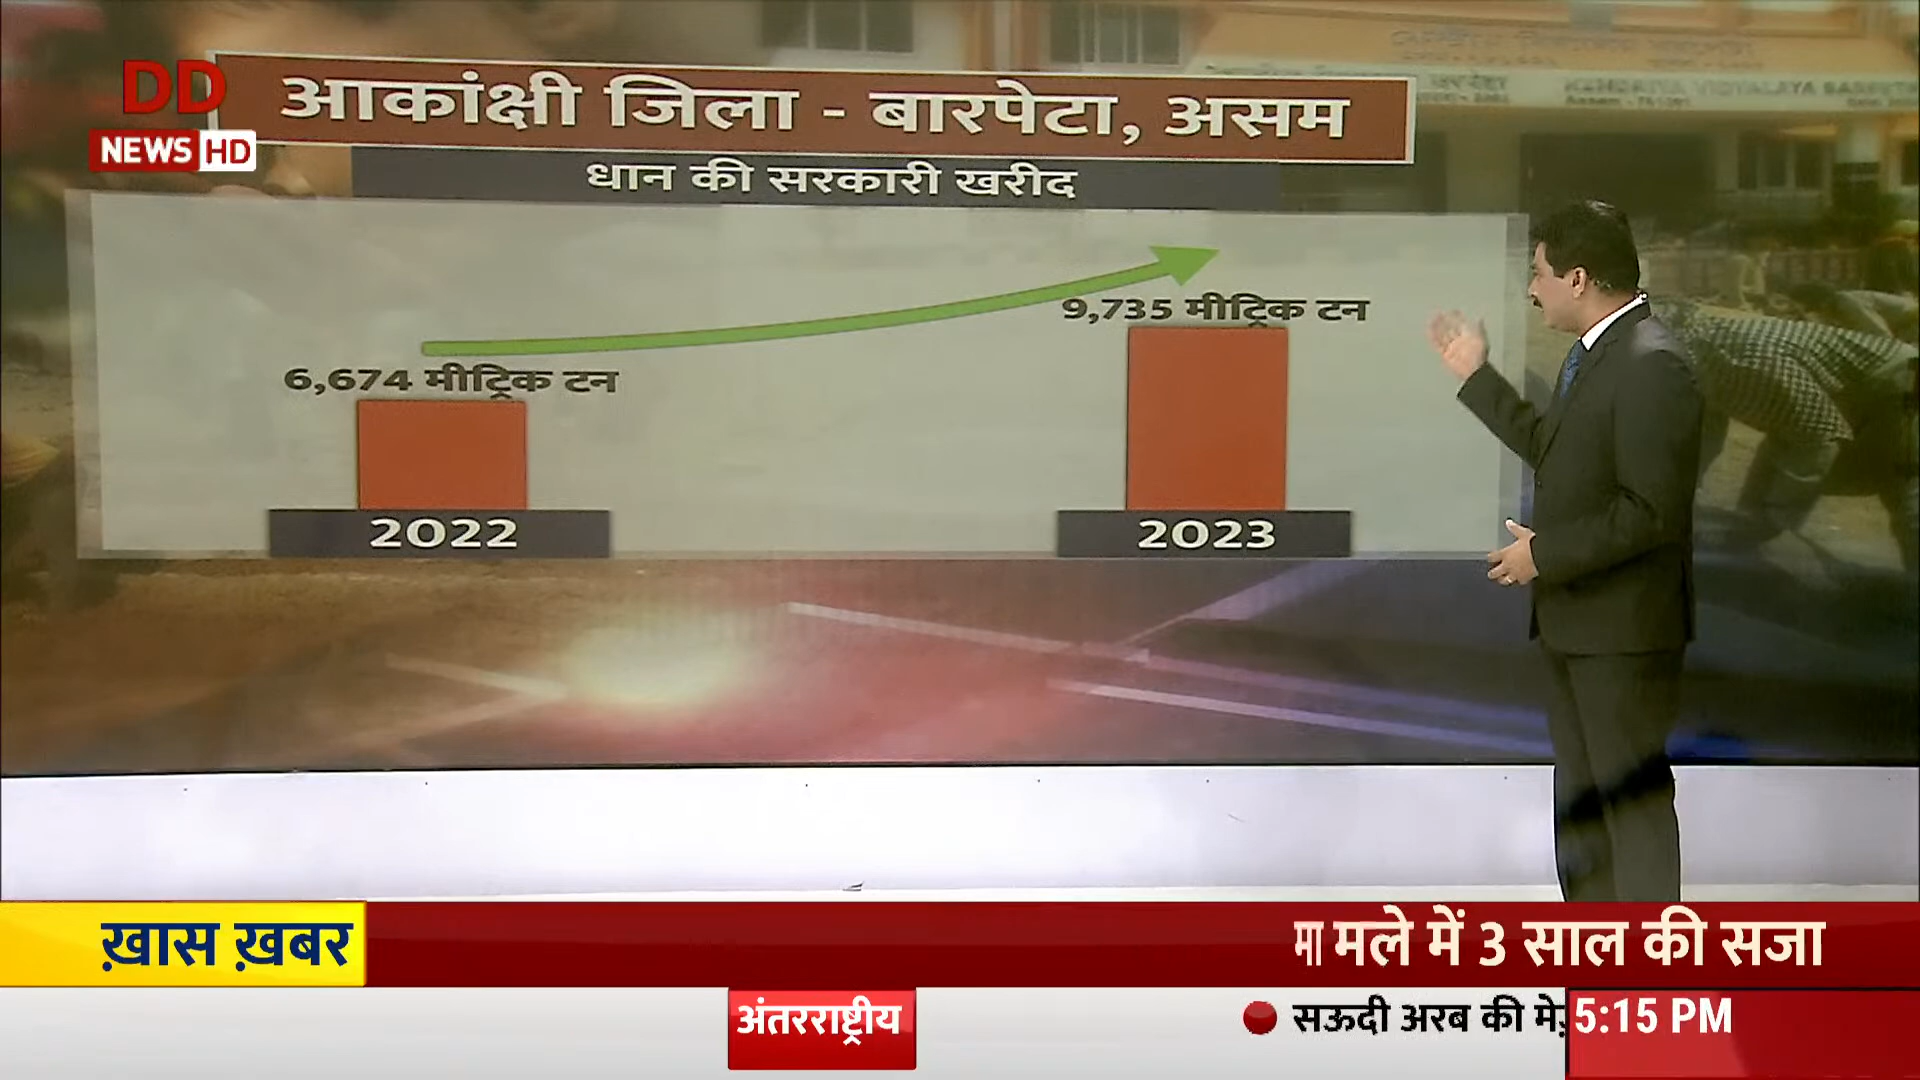 DD
NEWS HD
आकांक्षी जिला - बारपेटा, असम
धान की सरकारी खरीद
9,735 मीट्रिक टन
6,674 मीट्रिक टन
2022
2023
ख़ास ख़बर
मामले में 3 साल की सजा
अंतरराष्ट्रीय
सऊदी अरब की
5:15 PM